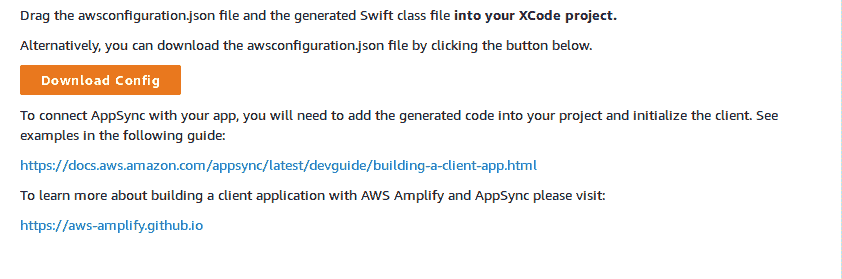 Drag the awsconfiguration.json file and the generated Swift class file into your XCode project.
Alternatively, you can download the awsconfiguration.json file by clicking the button below.
Download Config
To connect AppSync with your app, you will need to add the generated code into your project and initialize the client. See
examples in the following guide:
https://docs.aws.amazon.com/appsync/latest/devguide/building-a-client-app.html
To learn more about building a client application with AWS Amplify and AppSync please visit:
https://aws-amplify.github.io